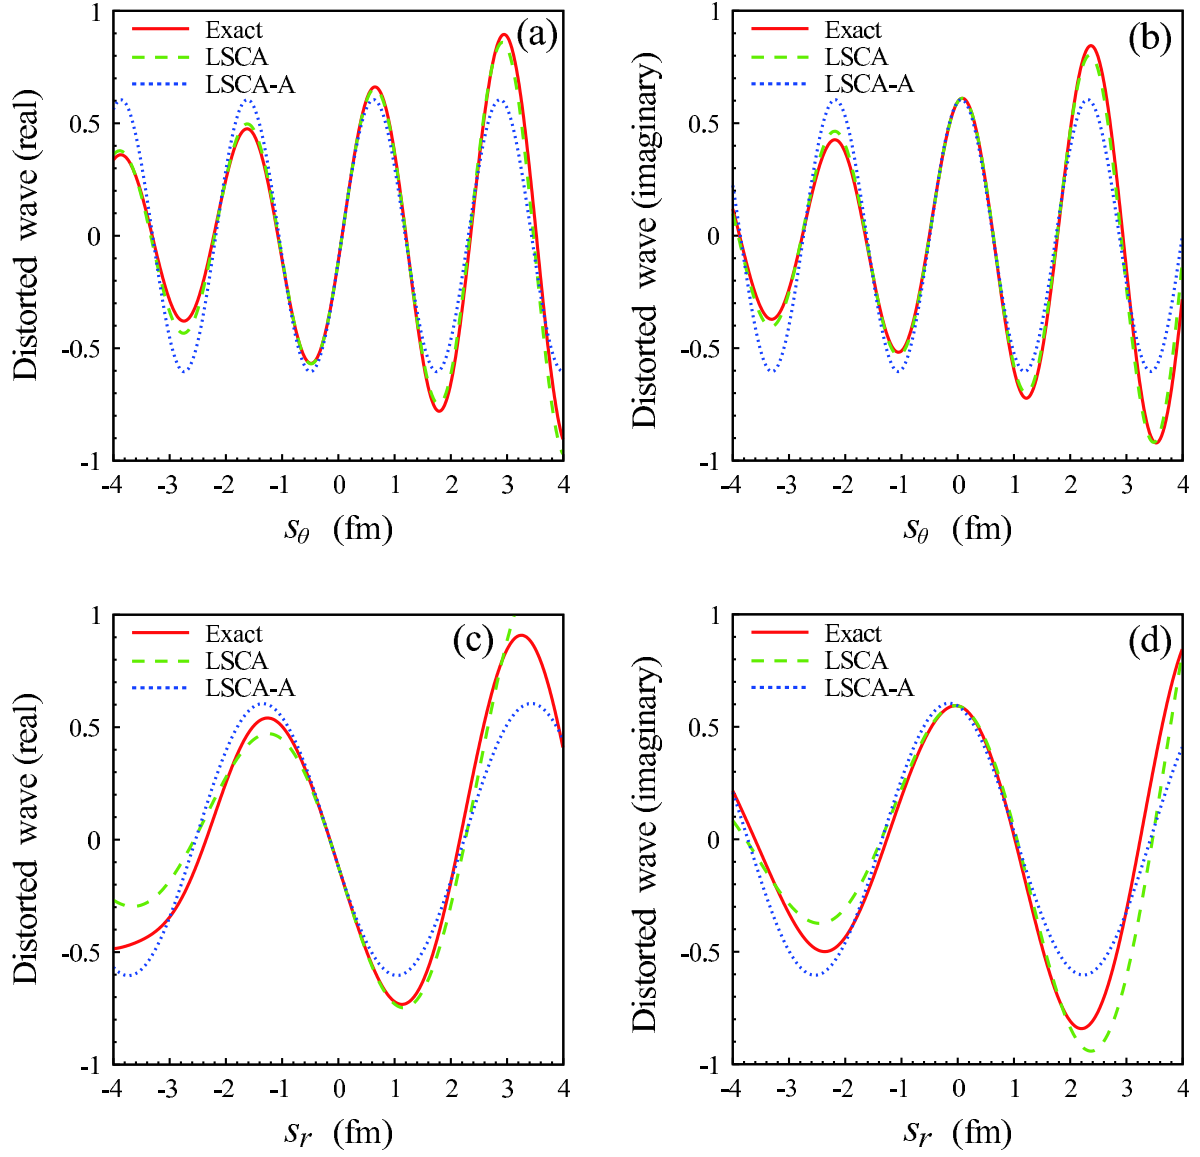 Distorted wave (real)
1
0.5
0
-0.5
-1
Exact
LSCA
LSCA-A
(a)
-4 -3 -2 -1 0 1 2 3 4
sθ (fm)
Distorted wave (imaginary)
1
0.5
0
-0.5
-1
Exact
LSCA
LSCA-A
(b)
-4 -3 -2 -1 0 1 2 3 4
sθ (fm)
Distorted wave (real)
1
0.5
0
-0.5
-1
Exact
LSCA
LSCA-A
(c)
-4 -3 -2 -1 0 1 2 3 4
sr (fm)
Distorted wave (imaginary)
1
0.5
0
-0.5
-1
Exact
LSCA
LSCA-A
(d)
-4 -3 -2 -1 0 1 2 3 4
sr (fm)